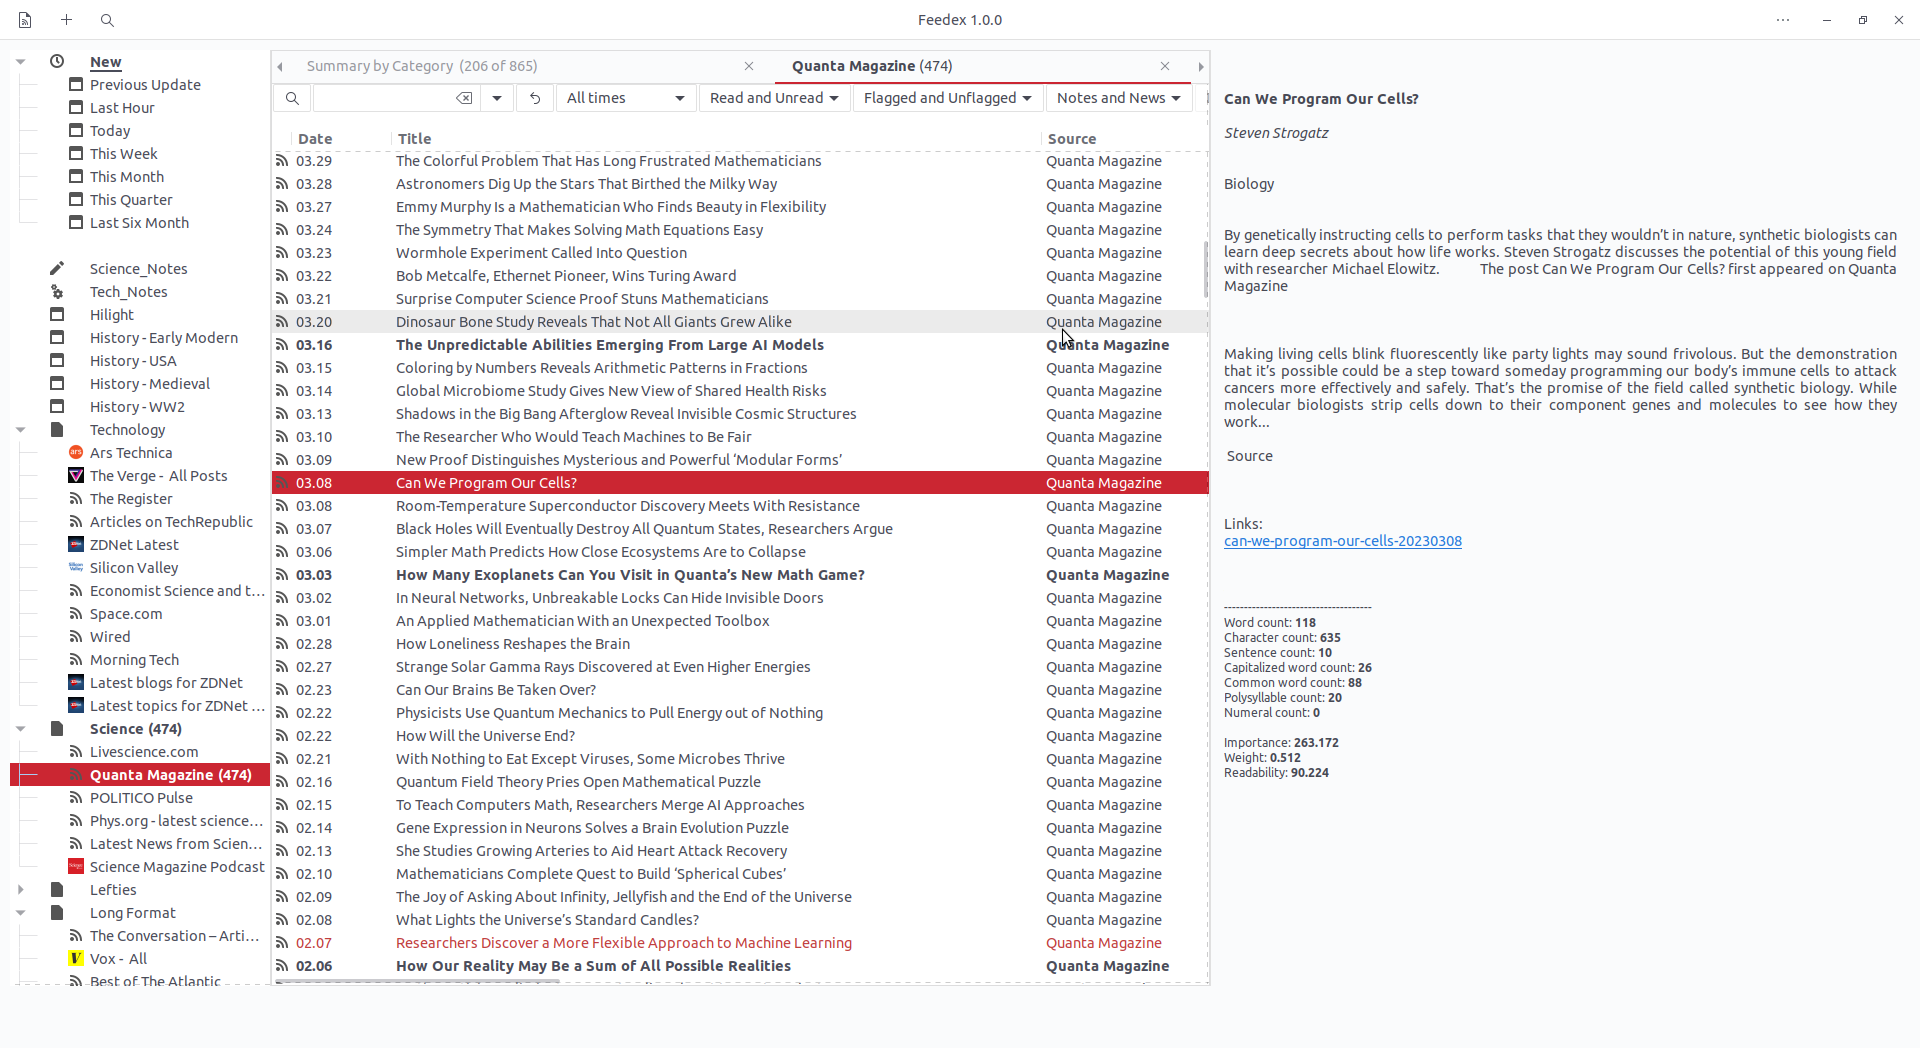 Feedex 1.0.0
New
Previous Update
Last Hour
Today
This Week
This Month
This Quarter
Last Six Month
Science_Notes
Tech_Notes
Hilight
History - Early Modern
History - USA
History - Medieval
History - WW2
Technology
ars Ars Technica
The Verge - All Posts
The Register
Articles on TechRepublic
ZDNet Latest
Silicon Valley
Economist Science and t...
Space.com
Wired
Morning Tech
Latest blogs for ZDNet
Latest topics for ZDNet ...
Science (474)
Livescience.com
Quanta Magazine (474)
POLITICO Pulse
Phys.org - latest science...
Latest News from Scien...
Science Magazine Podcast
Lefties
Long Format
The Conversation – Arti...
V Vox - All
Best of The Atlantic
Summary by Category (206 of 865)
Quanta Magazine (474)
All times
Read and Unread
Flagged and Unflagged
Notes and News
Date Title Source
03.29 The Colorful Problem That Has Long Frustrated Mathematicians Quanta Magazine
03.28 Astronomers Dig Up the Stars That Birthed the Milky Way Quanta Magazine
03.27 Emmy Murphy Is a Mathematician Who Finds Beauty in Flexibility Quanta Magazine
03.24 The Symmetry That Makes Solving Math Equations Easy Quanta Magazine
03.23 Wormhole Experiment Called Into Question Quanta Magazine
03.22 Bob Metcalfe, Ethernet Pioneer, Wins Turing Award Quanta Magazine
03.21 Surprise Computer Science Proof Stuns Mathematicians Quanta Magazine
03.20 Dinosaur Bone Study Reveals That Not All Giants Grew Alike Quanta Magazine
03.16 The Unpredictable Abilities Emerging From Large AI Models Quanta Magazine
03.15 Coloring by Numbers Reveals Arithmetic Patterns in Fractions Quanta Magazine
03.14 Global Microbiome Study Gives New View of Shared Health Risks Quanta Magazine
03.13 Shadows in the Big Bang Afterglow Reveal Invisible Cosmic Structures Quanta Magazine
03.10 The Researcher Who Would Teach Machines to Be Fair Quanta Magazine
03.09 New Proof Distinguishes Mysterious and Powerful ‘Modular Forms’ Quanta Magazine
03.08 Can We Program Our Cells? Quanta Magazine
03.08 Room-Temperature Superconductor Discovery Meets With Resistance Quanta Magazine
03.07 Black Holes Will Eventually Destroy All Quantum States, Researchers Argue Quanta Magazine
03.06 Simpler Math Predicts How Close Ecosystems Are to Collapse Quanta Magazine
03.03 How Many Exoplanets Can You Visit in Quanta’s New Math Game? Quanta Magazine
03.02 In Neural Networks, Unbreakable Locks Can Hide Invisible Doors Quanta Magazine
03.01 An Applied Mathematician With an Unexpected Toolbox Quanta Magazine
02.28 How Loneliness Reshapes the Brain Quanta Magazine
02.27 Strange Solar Gamma Rays Discovered at Even Higher Energies Quanta Magazine
02.23 Can Our Brains Be Taken Over? Quanta Magazine
02.22 Physicists Use Quantum Mechanics to Pull Energy out of Nothing Quanta Magazine
02.22 How Will the Universe End? Quanta Magazine
02.21 With Nothing to Eat Except Viruses, Some Microbes Thrive Quanta Magazine
02.16 Quantum Field Theory Pries Open Mathematical Puzzle Quanta Magazine
02.15 To Teach Computers Math, Researchers Merge AI Approaches Quanta Magazine
02.14 Gene Expression in Neurons Solves a Brain Evolution Puzzle Quanta Magazine
02.13 She Studies Growing Arteries to Aid Heart Attack Recovery Quanta Magazine
02.10 Mathematicians Complete Quest to Build ‘Spherical Cubes’ Quanta Magazine
02.09 The Joy of Asking About Infinity, Jellyfish and the End of the Universe Quanta Magazine
02.08 What Lights the Universe’s Standard Candles? Quanta Magazine
02.07 Researchers Discover a More Flexible Approach to Machine Learning Quanta Magazine
02.06 How Our Reality May Be a Sum of All Possible Realities Quanta Magazine
Can We Program Our Cells?
Steven Strogatz
Biology
By genetically instructing cells to perform tasks that they wouldn’t in nature, synthetic biologists can
learn deep secrets about how life works. Steven Strogatz discusses the potential of this young field
with researcher Michael Elowitz. The post Can We Program Our Cells? first appeared on Quanta
Magazine
Making living cells blink fluorescently like party lights may sound frivolous. But the demonstration
that it’s possible could be a step toward someday programming our body’s immune cells to attack
cancers more effectively and safely. That’s the promise of the field called synthetic biology. While
molecular biologists strip cells down to their component genes and molecules to see how they
work...
Source
Links:
can-we-program-our-cells-20230308
-------------------------------------
Word count: 118
Character count: 635
Sentence count: 10
Capitalized word count: 26
Common word count: 88
Polysyllable count: 20
Numeral count: 0
Importance: 263.172
Weight: 0.512
Readability: 90.224